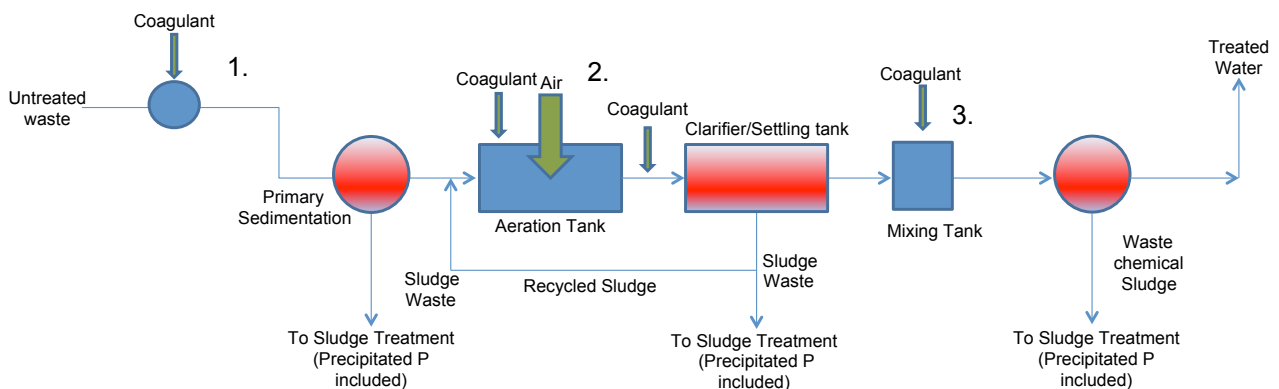 Coagulant
1.
Untreated
waste
Primary
Sedimentation
Coagulant
Air
2.
Coagulant
Aeration Tank
Clarifier/Settling tank
Coagulant
3.
Mixing Tank
Treated
Water
Sludge
Waste
Recycled Sludge
Sludge
Waste
Waste
chemical
Sludge
To Sludge Treatment
(Precipitated P
included)
To Sludge Treatment
(Precipitated P
included)
To Sludge Treatment
(Precipitated P
included)